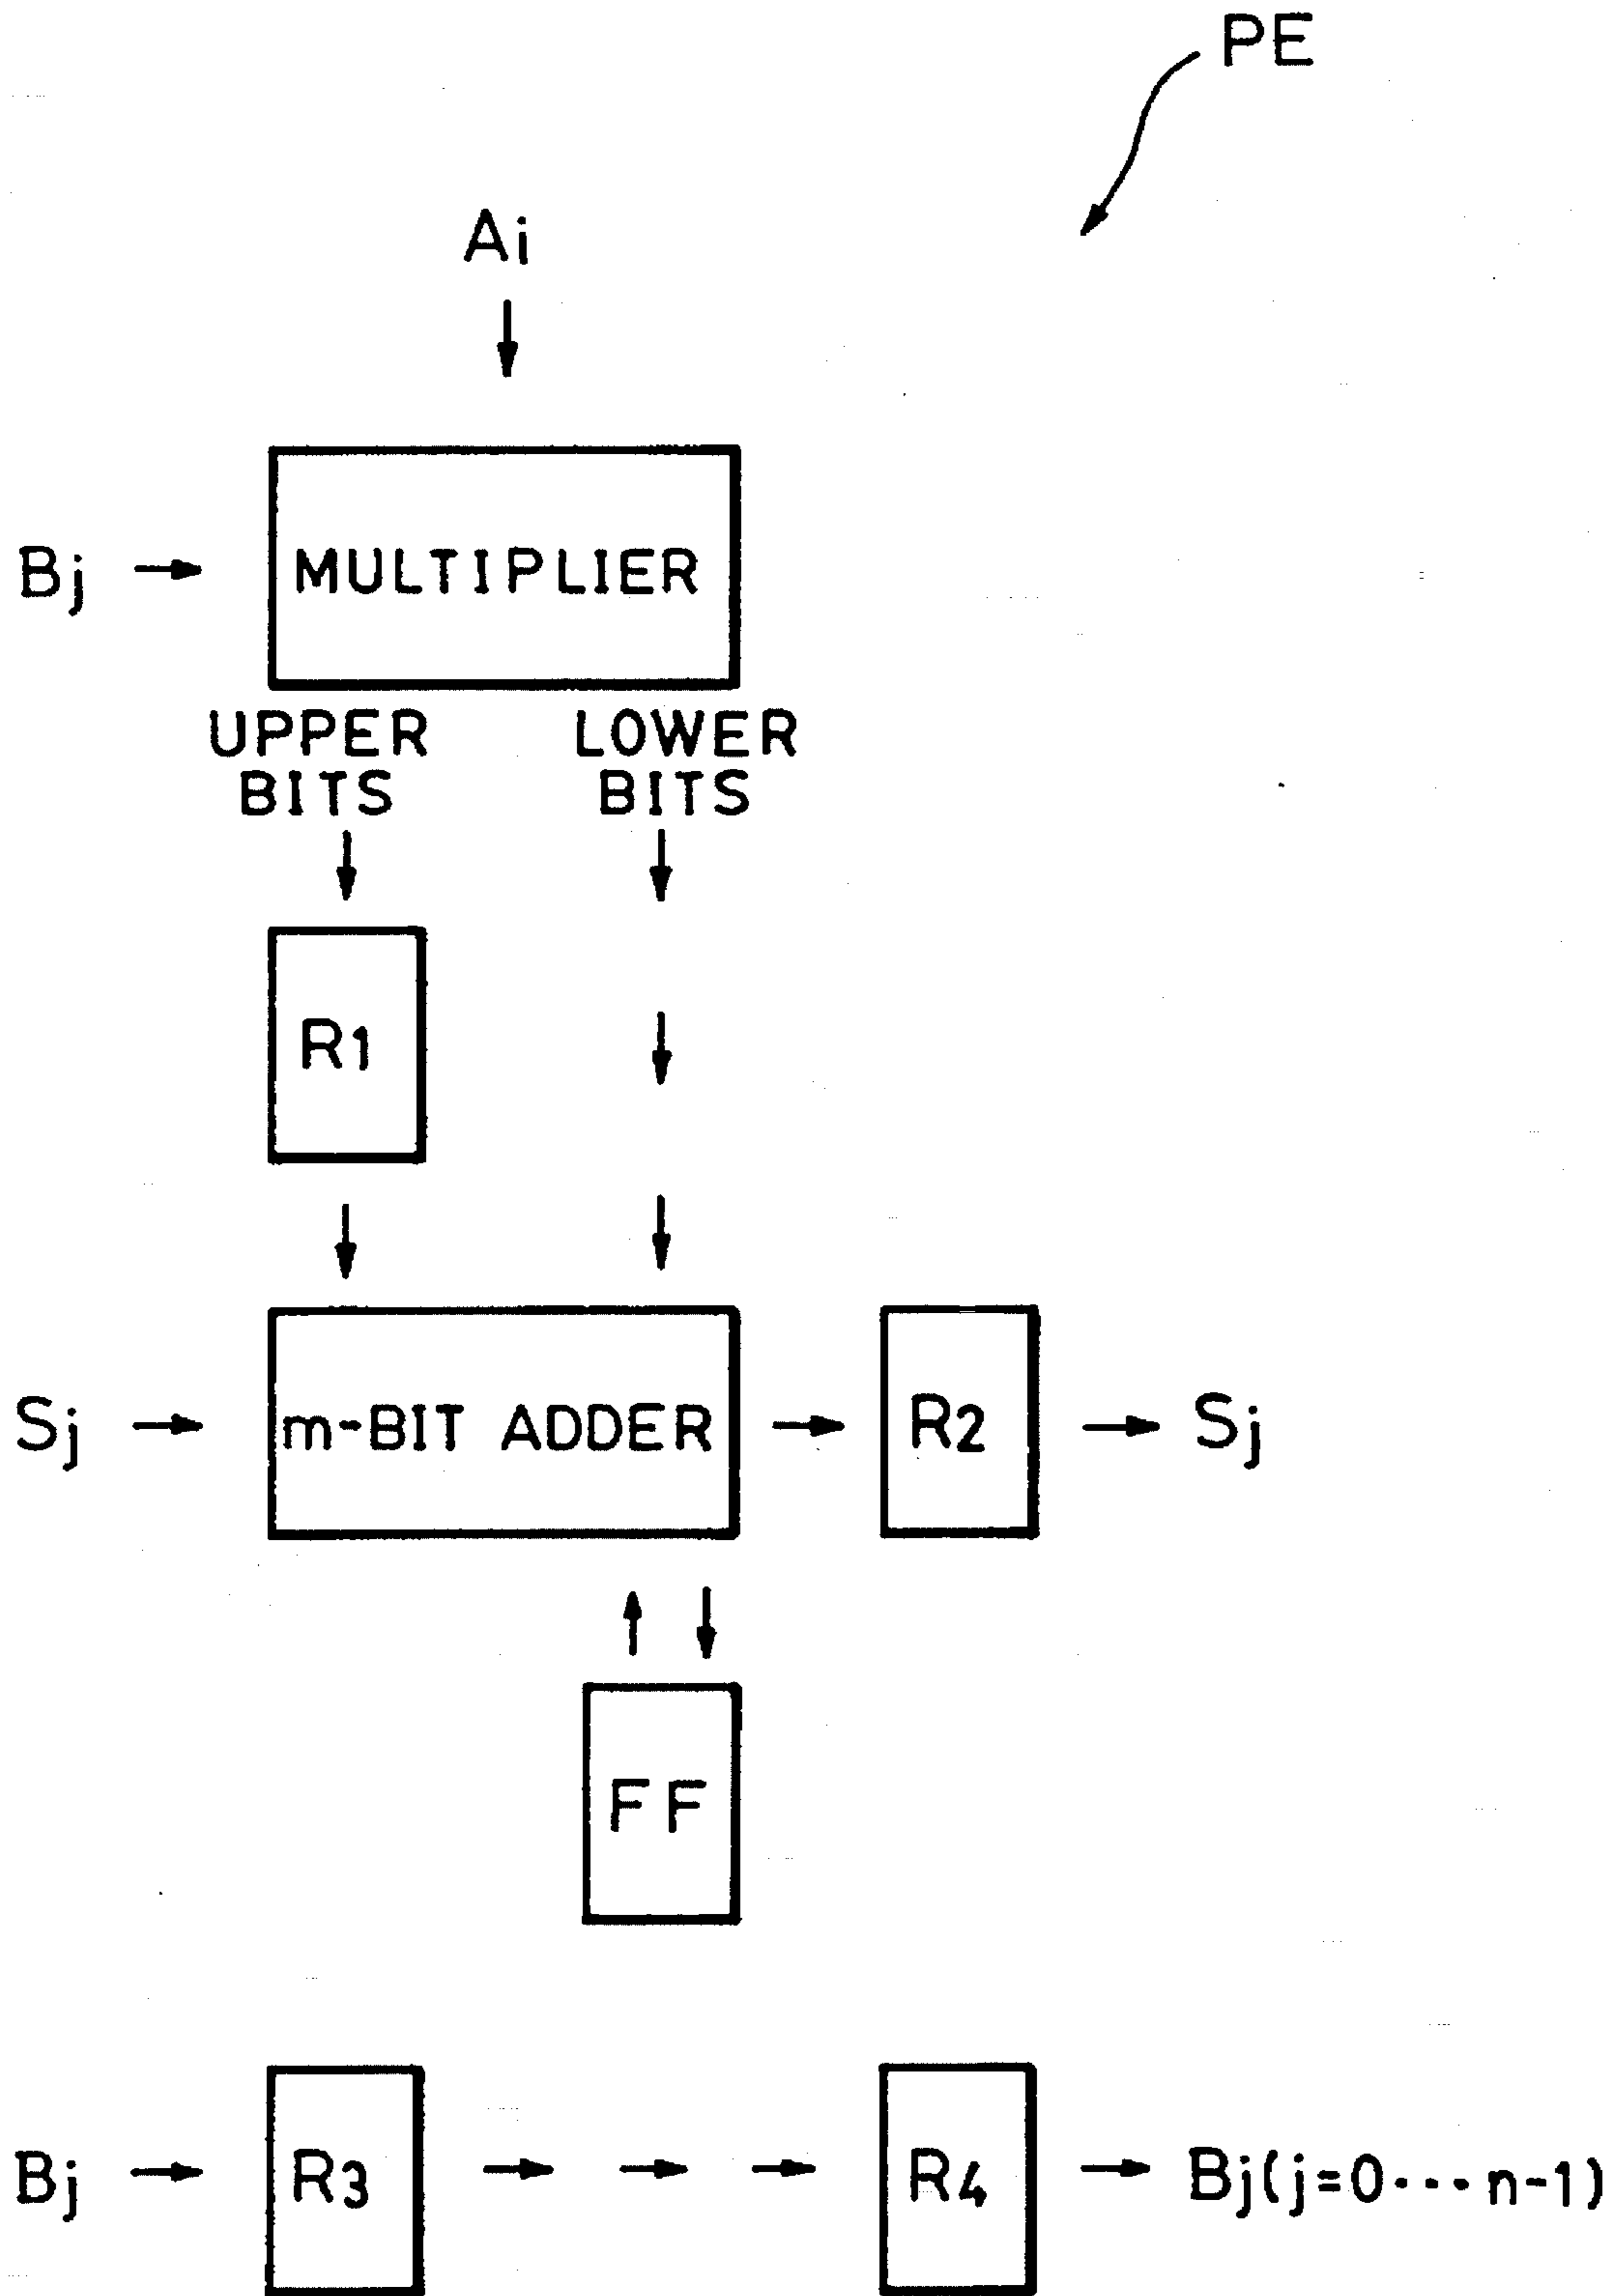 PE
Ai
Bj
MULTIPLIER
UPPER BITS
LOWER BITS
R1
Sj
m-BIT ADDER
R2
Sj
FF
Bj
R3
R4
Bj(j=0···n-1)